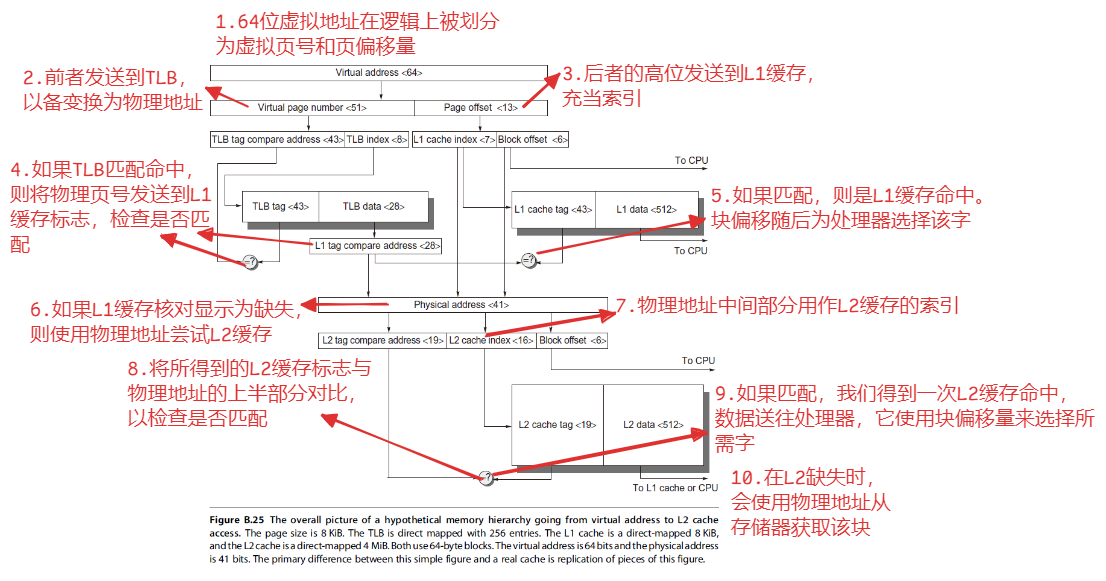 1.64位虚拟地址在逻辑上被划分
为虚拟页号和页偏移量
Virtual address <64>
2.前者发送到TLB,
以备变换为物理地址
3.后者的高位发送到L1缓存,
充当索引
Virtual page number <51>
Page offset <13>
TLB tag compare address <43>
TLB index <8>
L1 cache index <7>
Block offset <6>
To CPU
4.如果TLB匹配命中,
则将物理页号发送到L1
缓存标志,检查是否匹
配
TLB tag <43>
TLB data <28>
L1 cache tag <43>
L1 data <512>
5.如果匹配,则是L1缓存命中。
块偏移随后为处理器选择该字
To CPU
L1 tag compare address <28>
=?
=?
6.如果L1缓存核对显示为缺失,
则使用物理地址尝试L2缓存
Physical address <41>
7.物理地址中间部分用作L2缓存的索引
L2 tag compare address <19>
L2 cache index <16>
Block offset <6>
To CPU
8.将所得到的L2缓存标志与
物理地址的上半部分对比,
以检查是否匹配
L2 cache tag <19>
L2 data <512>
9.如果匹配,我们得到一次L2缓存命中,
数据送往处理器,它使用块偏移量来选择所
需字
=?
To L1 cache or CPU
10.在L2缺失时,
会使用物理地址从
存储器获取该块
Figure B.25 The overall picture of a hypothetical memory hierarchy going from virtual address to L2 cache
access. The page size is 8 KiB. The TLB is direct mapped with 256 entries. The L1 cache is a direct-mapped 8 KiB,
and the L2 cache is a direct-mapped 4 MiB. Both use 64-byte blocks. The virtual address is 64 bits and the physical address
is 41 bits. The primary difference between this simple figure and a real cache is replication of pieces of this figure.